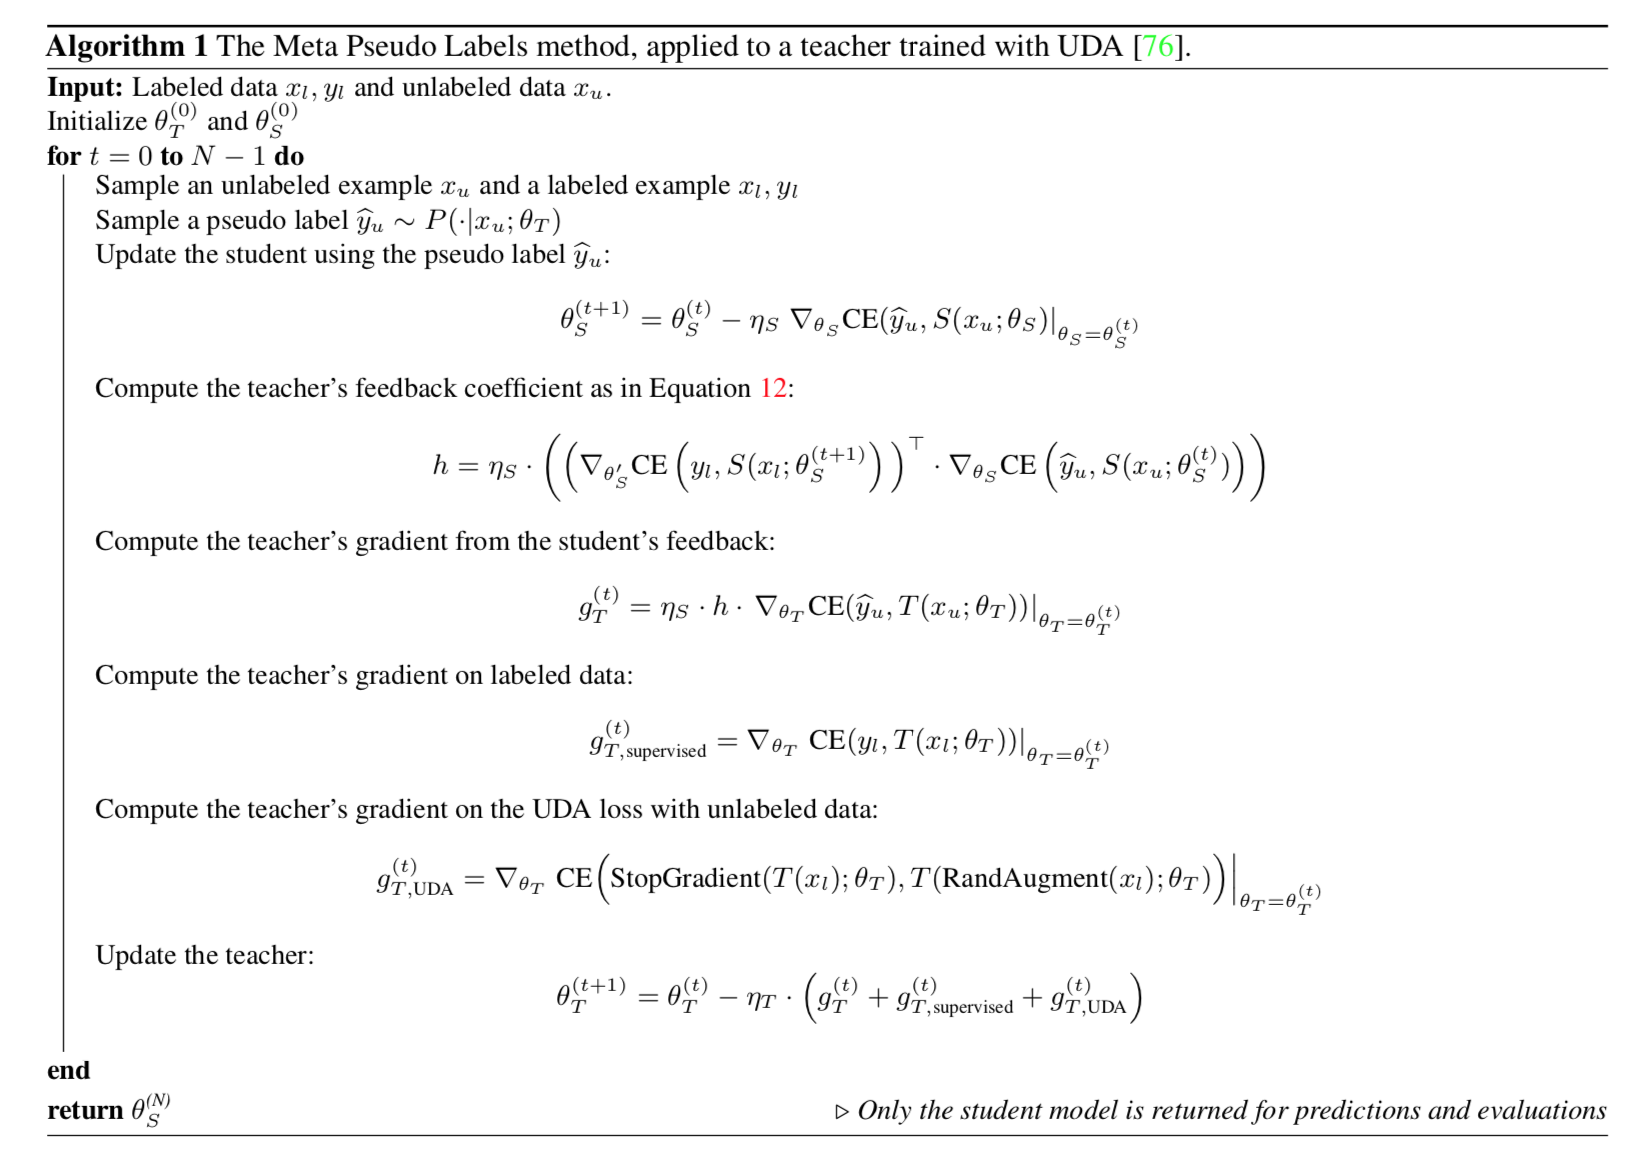 Algorithm 1 The Meta Pseudo Labels method, applied to a teacher trained with UDA [76].
Input: Labeled data $x_l, y_l$ and unlabeled data $x_u$.
Initialize $\theta_T^{(0)}$ and $\theta_S^{(0)}$
for $t = 0$ to $N - 1$ do
Sample an unlabeled example $x_u$ and a labeled example $x_l, y_l$
Sample a pseudo label $\widehat{y}_u \sim P(\cdot|x_u; \theta_T)$
Update the student using the pseudo label $\widehat{y}_u$:
$\theta_S^{(t+1)} = \theta_S^{(t)} - \eta_S \nabla_{\theta_S} \text{CE}(\widehat{y}_u, S(x_u; \theta_S)|_{\theta_S = \theta_S^{(t)}}$
Compute the teacher's feedback coefficient as in Equation 12:
$h = \eta_S \cdot \left( \left( \nabla_{\theta'_S} \text{CE} \left( y_l, S(x_l; \theta_S^{(t+1)}) \right) \right)^\top \cdot \nabla_{\theta_S} \text{CE} \left( \widehat{y}_u, S(x_u; \theta_S^{(t)}) \right) \right)$
Compute the teacher's gradient from the student's feedback:
$g_T^{(t)} = \eta_S \cdot h \cdot \nabla_{\theta_T} \text{CE}(\widehat{y}_u, T(x_u; \theta_T))|_{\theta_T = \theta_T^{(t)}}$
Compute the teacher's gradient on labeled data:
$g_{T,\text{supervised}}^{(t)} = \nabla_{\theta_T} \text{CE}(y_l, T(x_l; \theta_T))|_{\theta_T = \theta_T^{(t)}}$
Compute the teacher's gradient on the UDA loss with unlabeled data:
$g_{T,\text{UDA}}^{(t)} = \nabla_{\theta_T} \text{CE}\left( \text{StopGradient}(T(x_l); \theta_T), T(\text{RandAugment}(x_l); \theta_T) \right)\Big|_{\theta_T = \theta_T^{(t)}}$
Update the teacher:
$\theta_T^{(t+1)} = \theta_T^{(t)} - \eta_T \cdot \left( g_T^{(t)} + g_{T,\text{supervised}}^{(t)} + g_{T,\text{UDA}}^{(t)} \right)$
end
return $\theta_S^{(N)}$ ▷ Only the student model is returned for predictions and evaluations